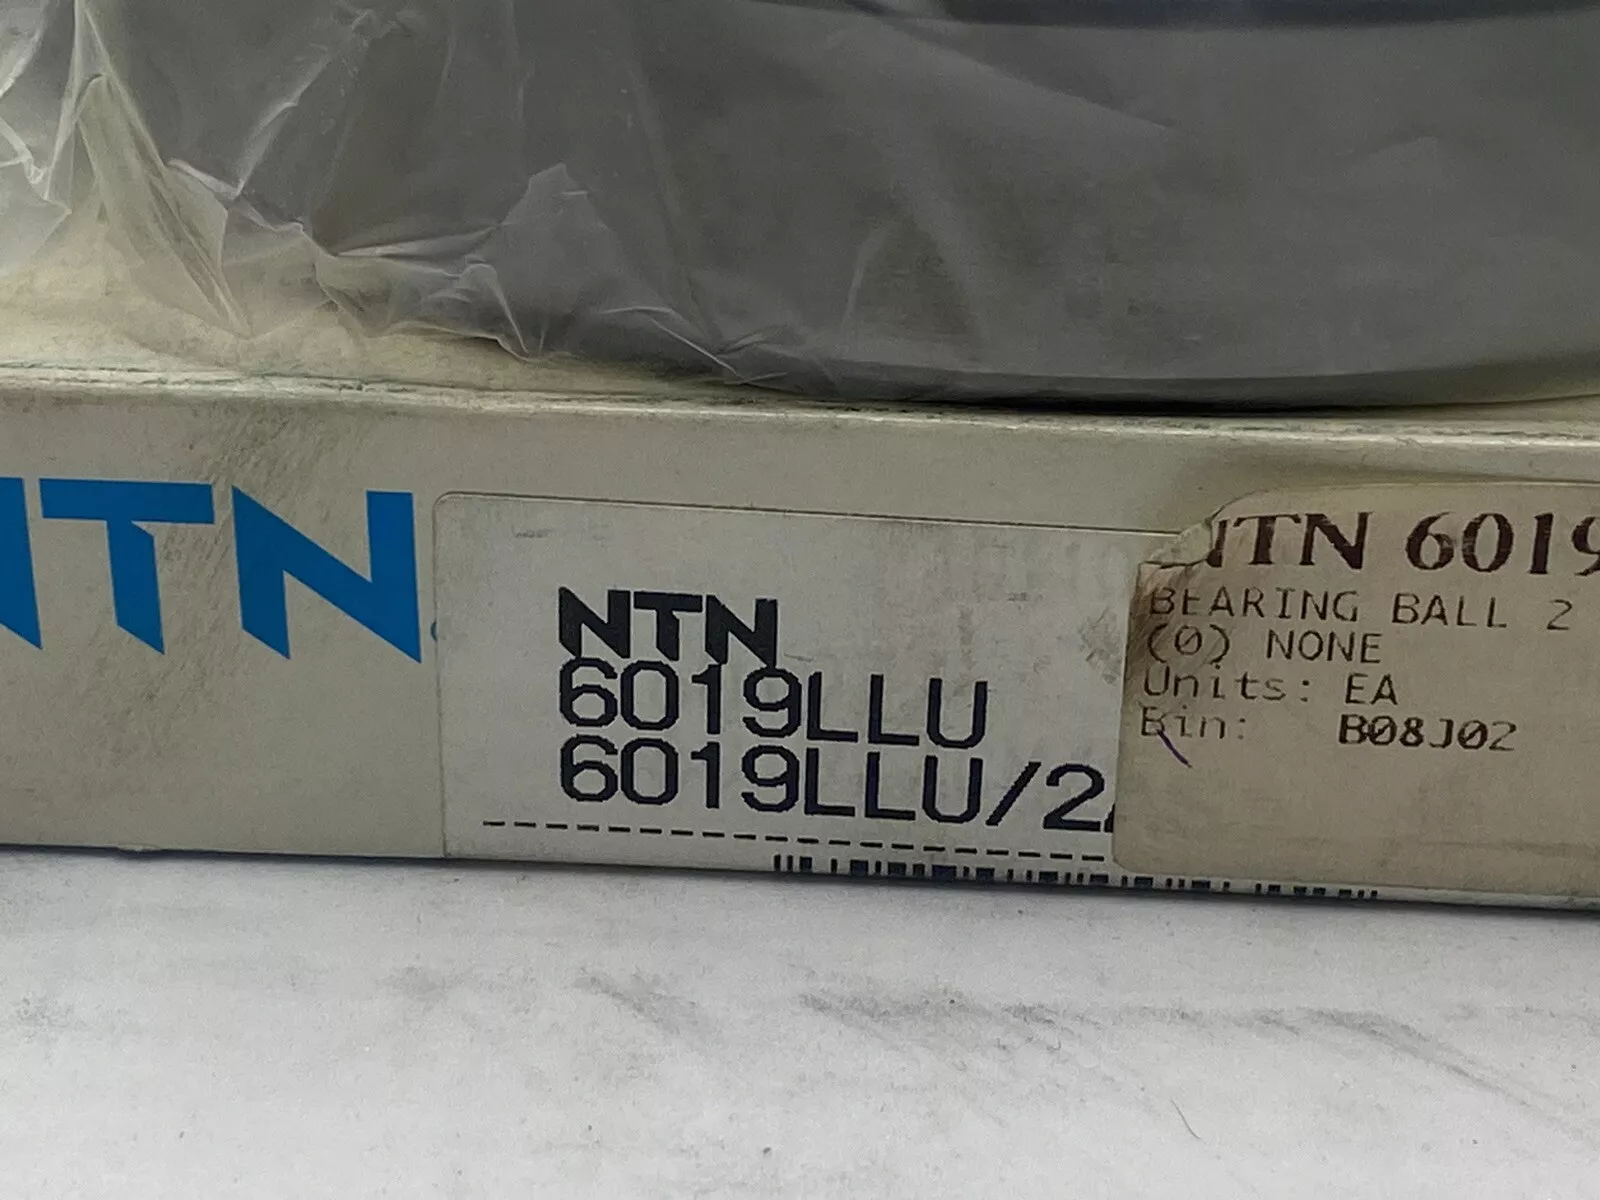 NTN
NTN
6019LLU
6019LLU/2
NTN 6019
BEARING BALL 2
(0) NONE
Units: EA
Bin: B08J02